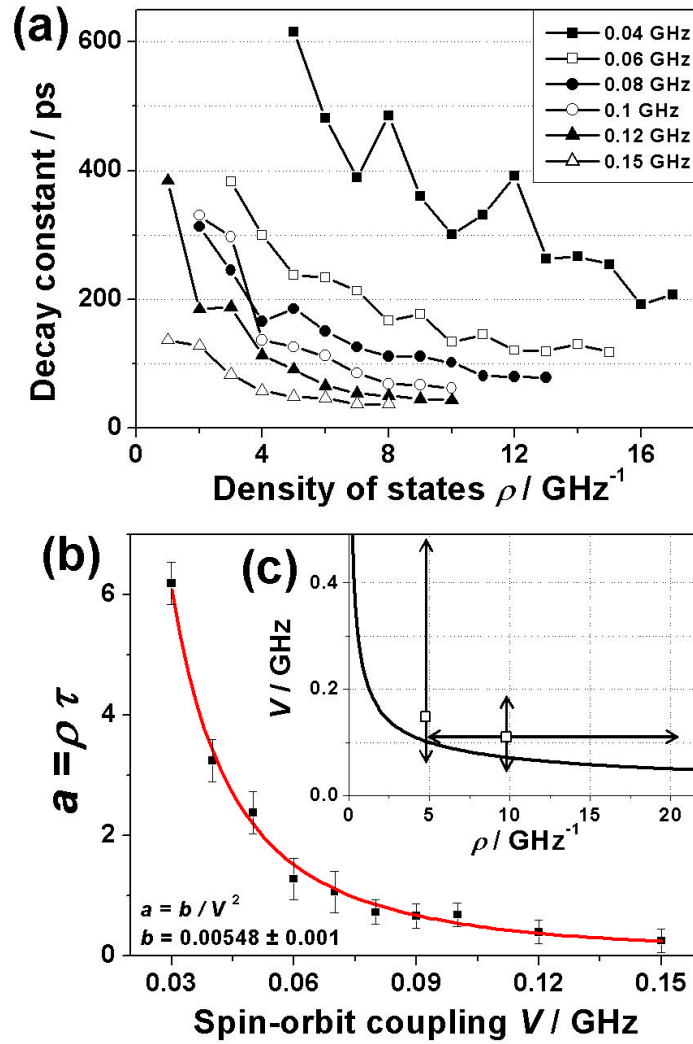 (a)
600
400
200
0
Decay constant / ps
0.04 GHz
0.06 GHz
0.08 GHz
0.1 GHz
0.12 GHz
0.15 GHz
0 4 8 12 16
Density of states ρ / GHz⁻¹
(b)
6
4
2
0
a = ρ τ
a = b / V²
b = 0.00548 ± 0.001
0.03 0.06 0.09 0.12 0.15
Spin-orbit coupling V / GHz
(c)
0.4
0.2
0.0
V / GHz
0 5 10 15 20
ρ / GHz⁻¹